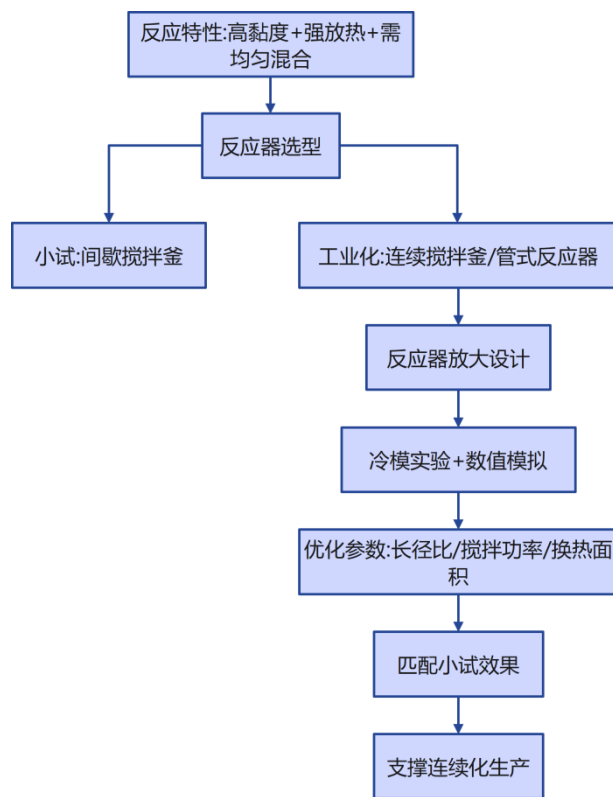 反应特性:高黏度+强放热+需
均匀混合
反应器选型
小试:间歇搅拌釜
工业化:连续搅拌釜/管式反应器
反应器放大设计
冷模实验+数值模拟
优化参数:长径比/搅拌功率/换热面
积
匹配小试效果
支撑连续化生产